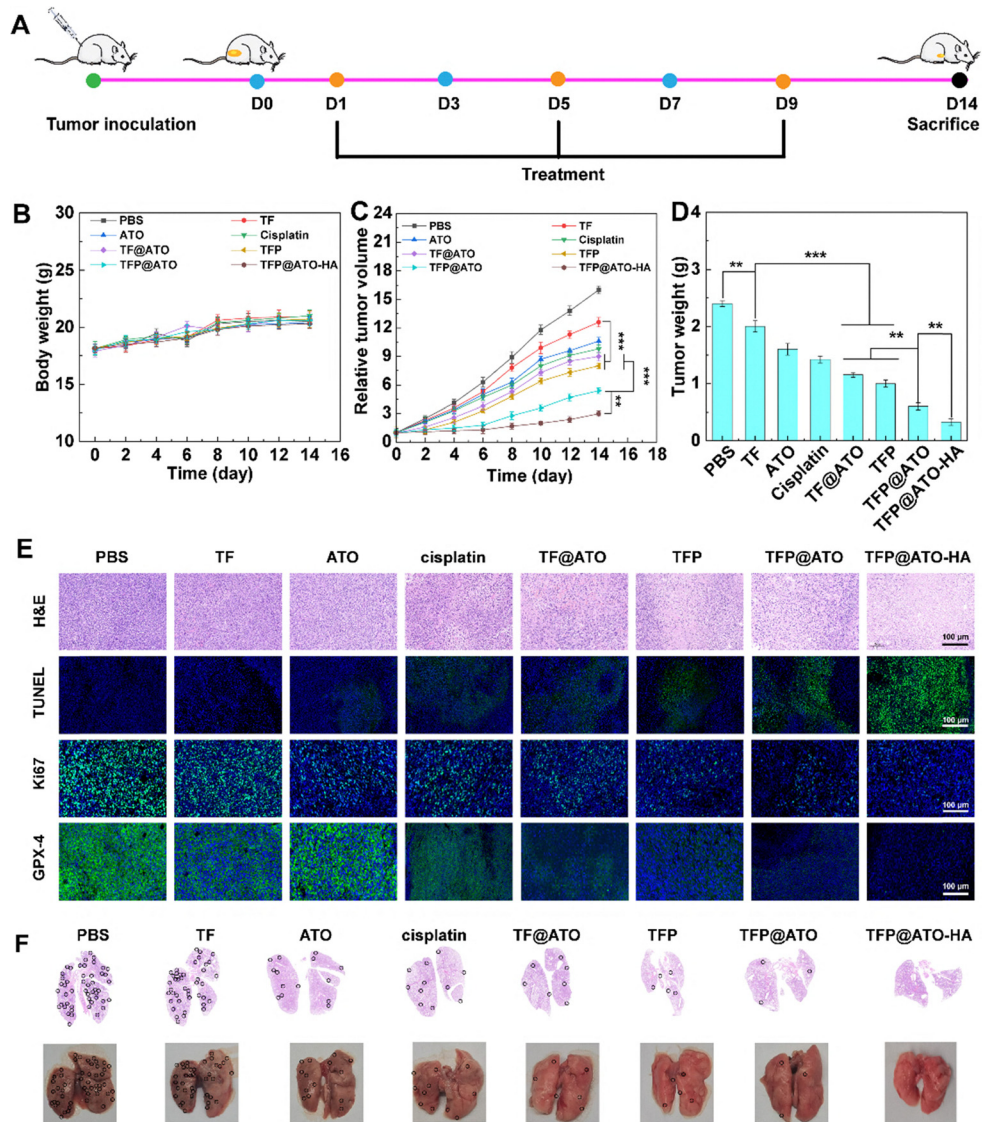 A
D0 D1 D3 D5 D7 D9 D14
Tumor inoculation Sacrifice
Treatment
B
30
25
20
15
10
Body weight (g)
PBS TF
ATO Cisplatin
TF@ATO TFP
TFP@ATO TFP@ATO-HA
0 2 4 6 8 10 12 14 16
Time (day)
C
24
21
18
15
12
9
6
3
0
Relative tumor volume
PBS TF
ATO Cisplatin
TF@ATO TFP
TFP@ATO TFP@ATO-HA
***
***
**
0 2 4 6 8 10 12 14 16 18
Time (day)
D
4
3
2
1
0
Tumor weight (g)
** *** ** **
PBS TF ATO Cisplatin TF@ATO TFP TFP@ATO TFP@ATO-HA
E
PBS TF ATO cisplatin TF@ATO TFP TFP@ATO TFP@ATO-HA
H&E
100 μm
TUNEL
100 μm
Ki67
100 μm
GPX-4
100 μm
F
PBS TF ATO cisplatin TF@ATO TFP TFP@ATO TFP@ATO-HA